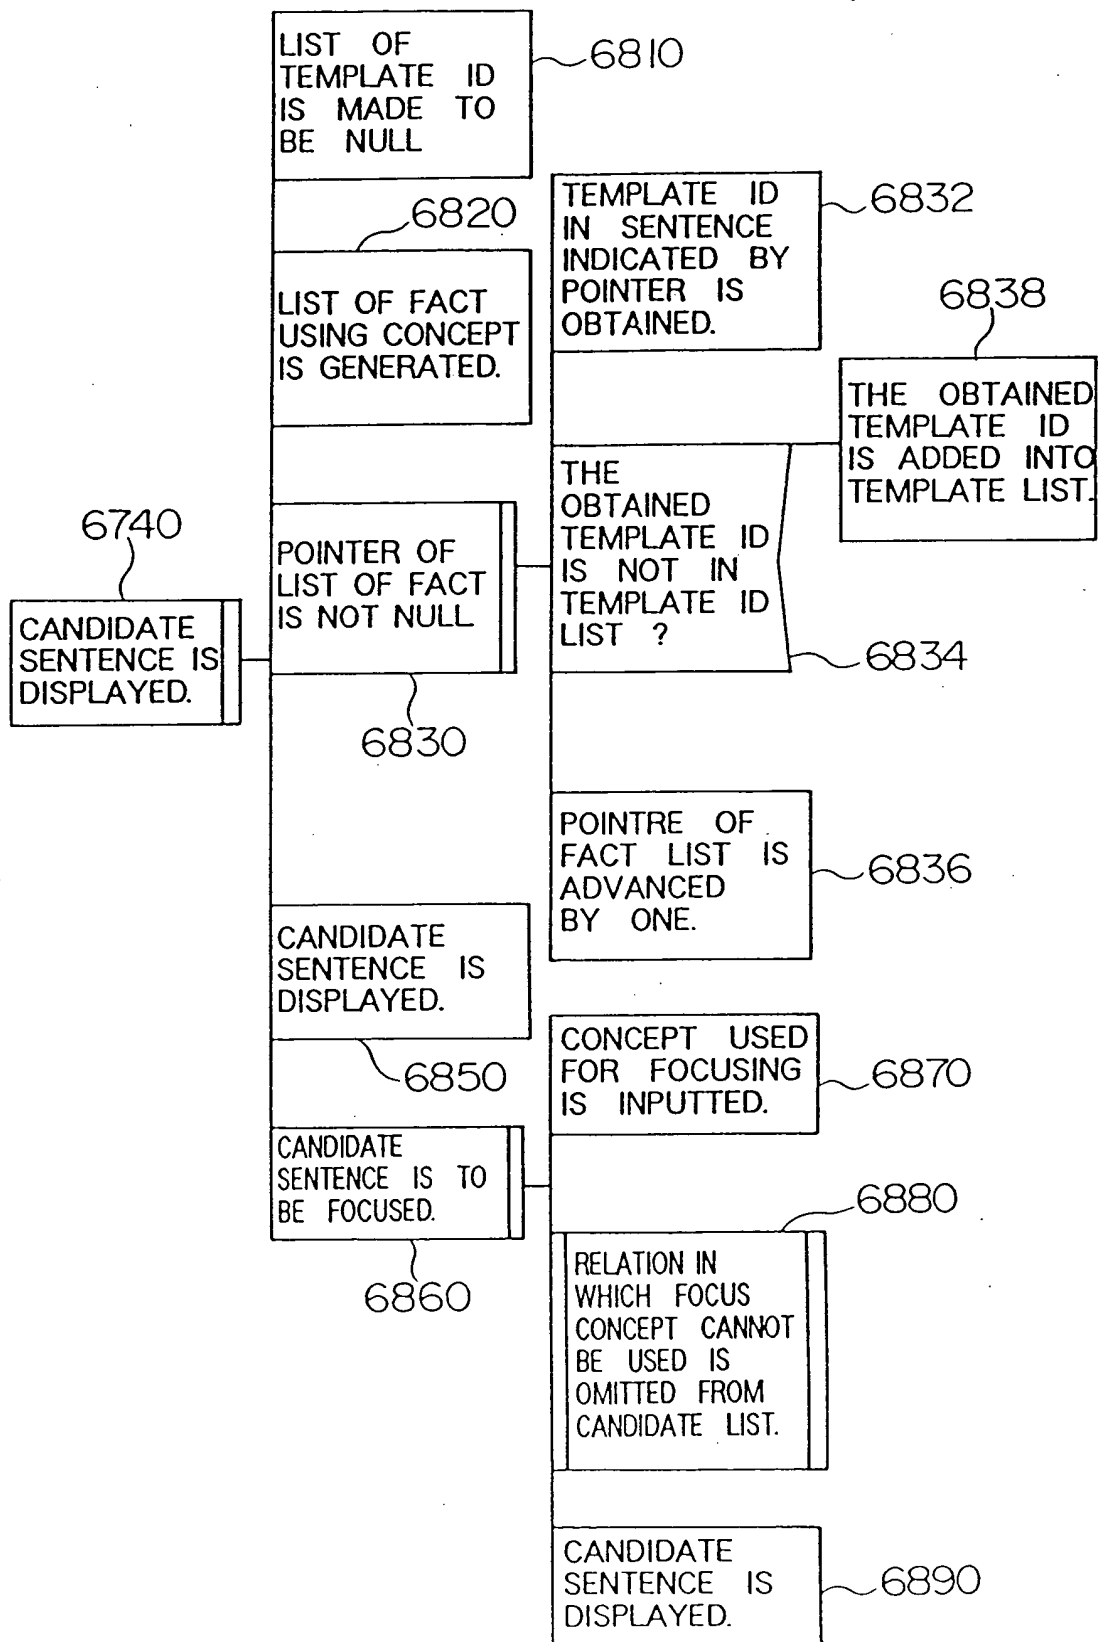 LIST OF
TEMPLATE ID
IS MADE TO
BE NULL
6810
6820
LIST OF FACT
USING CONCEPT
IS GENERATED.
TEMPLATE ID
IN SENTENCE
INDICATED BY
POINTER IS
OBTAINED.
6832
6838
THE OBTAINED
TEMPLATE ID
IS ADDED INTO
TEMPLATE LIST.
6740
CANDIDATE
SENTENCE IS
DISPLAYED.
POINTER OF
LIST OF FACT
IS NOT NULL
6830
THE
OBTAINED
TEMPLATE ID
IS NOT IN
TEMPLATE ID
LIST ?
6834
POINTRE OF
FACT LIST IS
ADVANCED
BY ONE.
6836
CANDIDATE
SENTENCE IS
DISPLAYED.
6850
CONCEPT USED
FOR FOCUSING
IS INPUTTED.
6870
CANDIDATE
SENTENCE IS TO
BE FOCUSED.
6860
6880
RELATION IN
WHICH FOCUS
CONCEPT CANNOT
BE USED IS
OMITTED FROM
CANDIDATE LIST.
CANDIDATE
SENTENCE IS
DISPLAYED.
6890